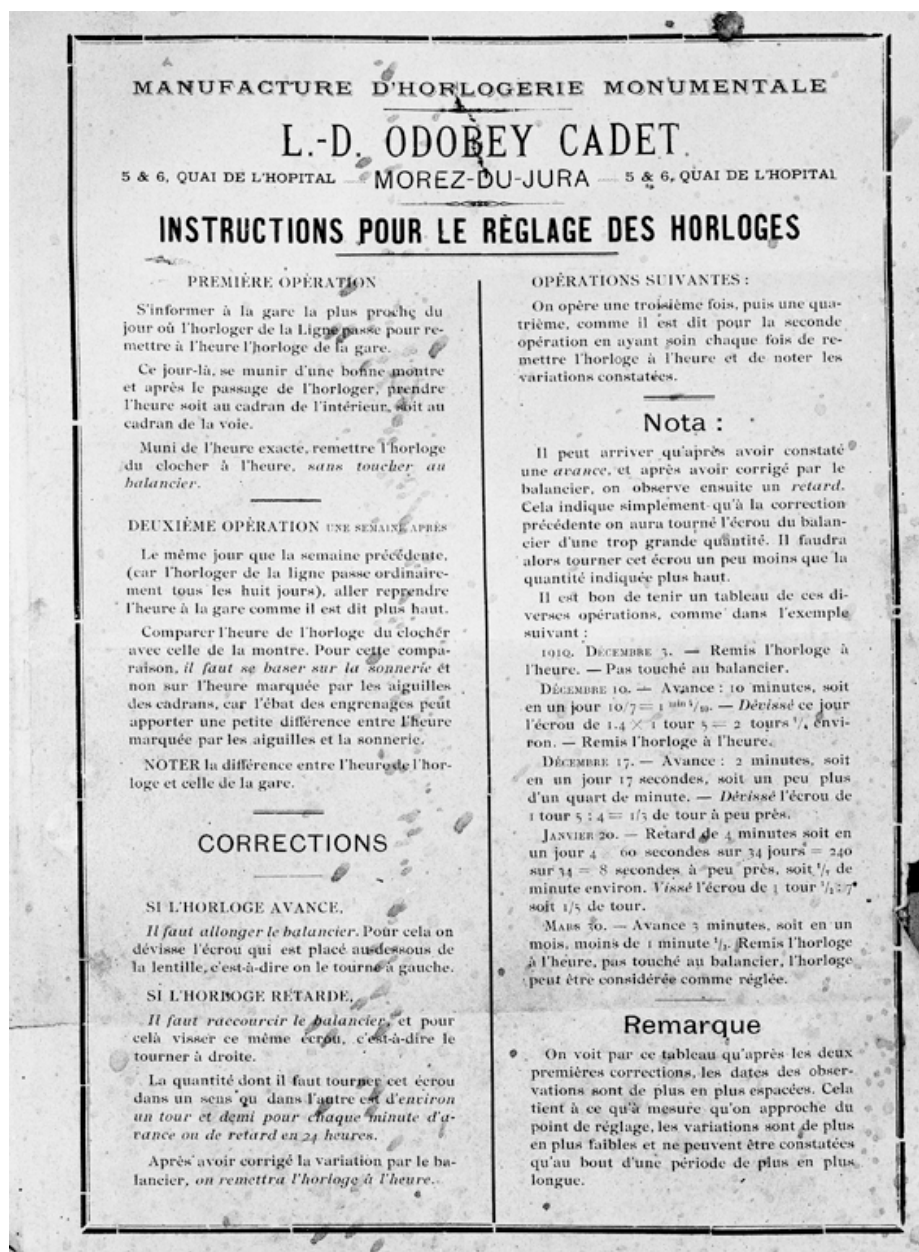 MANUFACTURE D'HORLOGERIE MONUMENTALE
L.-D. ODOBEY CADET.
5 & 6, QUAI DE L'HOPITAL — MOREZ-DU-JURA — 5 & 6, QUAI DE L'HOPITAL
INSTRUCTIONS POUR LE RÉGLAGE DES HORLOGES
PREMIÈRE OPÉRATION
S'informer à la gare la plus proche du
jour où l'horloger de la Ligne passe pour re-
mettre à l'heure l'horloge de la gare.
Ce jour-là, se munir d'une bonne montre
et après le passage de l'horloger, prendre
l'heure soit au cadran de l'intérieur, soit au
cadran de la voie.
Muni de l'heure exacte, remettre l'horloge
du clocher à l'heure, sans toucher au
balancier.
DEUXIÈME OPÉRATION UNE SEMAINE APRÈS
Le même jour que la semaine précédente,
(car l'horloger de la ligne passe ordinaire-
ment tous les huit jours), aller reprendre
l'heure à la gare comme il est dit plus haut.
Comparer l'heure de l'horloge du clocher
avec celle de la montre. Pour cette compa-
raison, il faut se baser sur la sonnerie et
non sur l'heure marquée par les aiguilles
des cadrans, car l'ébat des engrenages peut
apporter une petite différence entre l'heure
marquée par les aiguilles et la sonnerie.
NOTER la différence entre l'heure de l'hor-
loge et celle de la gare.
CORRECTIONS
SI L'HORLOGE AVANCE,
Il faut allonger le balancier. Pour cela on
dévisse l'écrou qui est placé au-dessous de
la lentille, c'est-à-dire on le tourne à gauche.
SI L'HORLOGE RETARDE,
Il faut raccourcir le balancier, et pour
celà visser ce même écrou, c'est-à-dire le
tourner à droite.
La quantité dont il faut tourner cet écrou
dans un sens ou dans l'autre est d'environ
un tour et demi pour chaque minute d'a-
vance ou de retard en 24 heures.
Après avoir corrigé la variation par le ba-
lancier, on remettra l'horloge à l'heure.
OPÉRATIONS SUIVANTES :
On opère une troisième fois, puis une qua-
trième, comme il est dit pour la seconde
opération en ayant soin chaque fois de re-
mettre l'horloge à l'heure et de noter les
variations constatées.
Nota :
Il peut arriver qu'après avoir constaté
une avance, et après avoir corrigé par le
balancier, on observe ensuite un retard.
Cela indique simplement qu'à la correction
précédente on aura tourné l'écrou du balan-
cier d'une trop grande quantité. Il faudra
alors tourner cet écrou un peu moins que la
quantité indiquée plus haut.
Il est bon de tenir un tableau de ces di-
verses opérations, comme dans l'exemple
suivant :
1919. DÉCEMBRE 3. — Remis l'horloge à
l'heure. — Pas touché au balancier.
DÉCEMBRE 10. — Avance : 10 minutes, soit
en un jour 10/7 = 1 min 4/10. — Dévissé ce jour
l'écrou de 1.4 × 1 tour 5 = 2 tours envi-
ron. — Remis l'horloge à l'heure.
DÉCEMBRE 17. — Avance : 2 minutes, soit
en un jour 17 secondes, soit un peu plus
d'un quart de minute. — Dévissé l'écrou de
1 tour 5 : 4 = 1/3 de tour à peu près.
JANVIER 20. — Retard de 4 minutes soit en
un jour 4 60 secondes sur 34 jours = 240
sur 34 = 8 secondes à peu près, soit 1/7 de
minute environ. Vissé l'écrou de 1 tour 1/2 : 7
soit 1/5 de tour.
MARS 30. — Avance 3 minutes, soit en un
mois, moins de 1 minute 1/2. Remis l'horloge
à l'heure, pas touché au balancier, l'horloge
peut être considérée comme réglée.
Remarque
On voit par ce tableau qu'après les deux
premières corrections, les dates des obser-
vations sont de plus en plus espacées. Cela
tient à ce qu'à mesure qu'on approche du
point de réglage, les variations sont de plus
en plus faibles et ne peuvent être constatées
qu'au bout d'une période de plus en plus
longue.